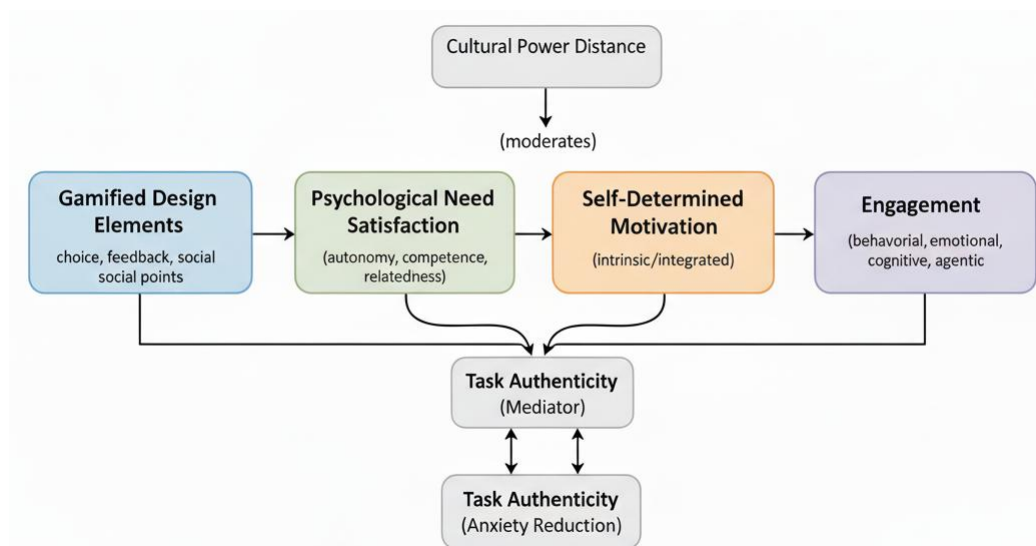 Cultural Power Distance
(moderates)
Gamified Design
Elements
choice, feedback, social
social points
Psychological Need
Satisfaction
(autonomy, competence,
relatedness)
Self-Determined
Motivation
(intrinsic/integrated)
Engagement
(behavorial, emotional,
cognitive, agentic
Task Authenticity
(Mediator)
Task Authenticity
(Anxiety Reduction)